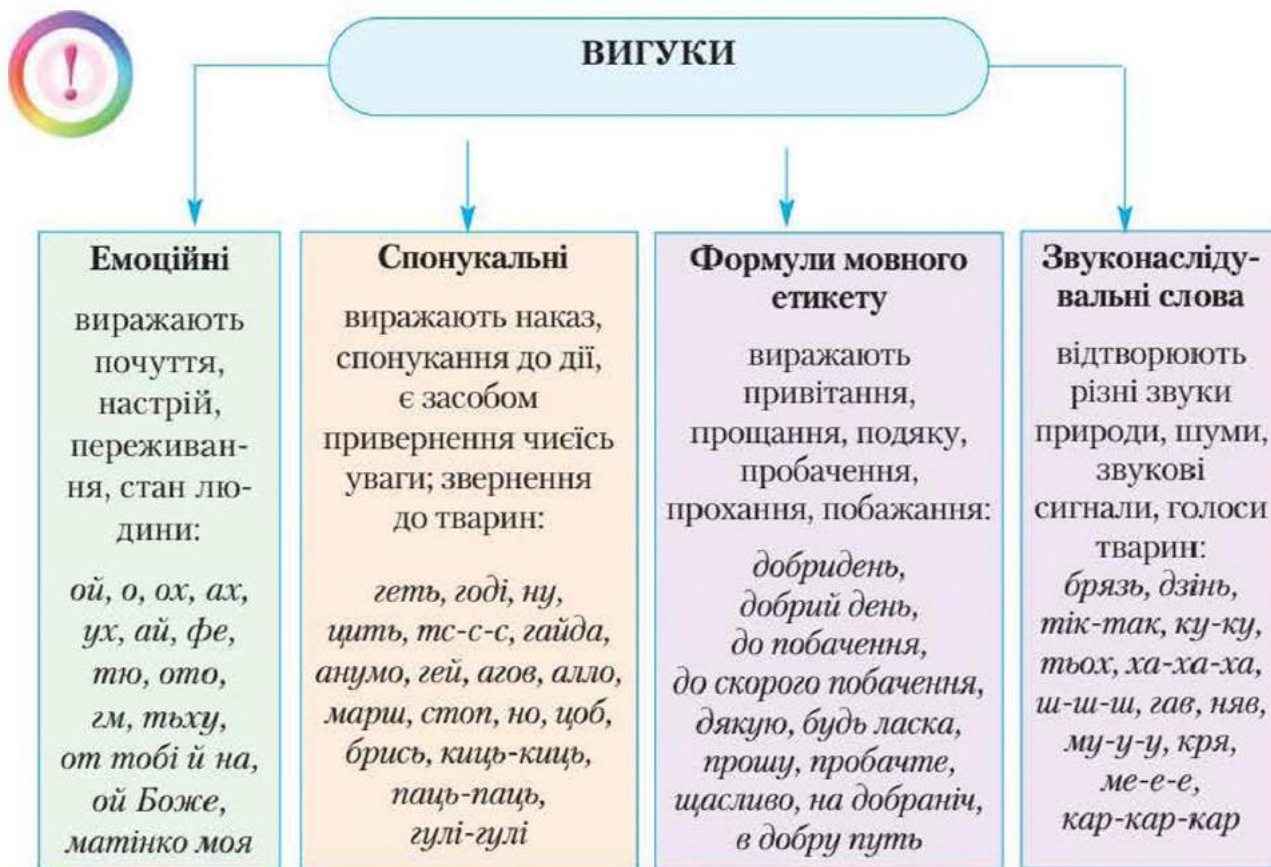 !
ВИГУКИ
Емоційні
виражають
почуття,
настрій,
переживан-
ня, стан лю-
дини:
ой, о, ох, ах,
ух, ай, фе,
тю, ото,
гм, тьху,
от тобі й на,
ой Боже,
матінко моя
Спонукальні
виражають наказ,
спонукання до дії,
є засобом
привернення чиєїсь
уваги; звернення
до тварин:
геть, годі, ну,
цить, тс-с-с, гайда,
анумо, гей, агов, алло,
марш, стоп, но, цоб,
брись, киць-киць,
паць-паць,
гулі-гулі
Формули мовного
етикету
виражають
привітання,
прощання, подяку,
пробачення,
прохання, побажання:
добридень,
добрий день,
до побачення,
до скорого побачення,
дякую, будь ласка,
прошу, пробачте,
щасливо, на добраніч,
в добру путь
Звуконасліду-
вальні слова
відтворюють
різні звуки
природи, шуми,
звукові
сигнали, голоси
тварин:
брязь, дзінь,
тік-так, ку-ку,
тьох, ха-ха-ха,
ш-ш-ш, гав, няв,
му-у-у, кря,
ме-е-е,
кар-кар-кар